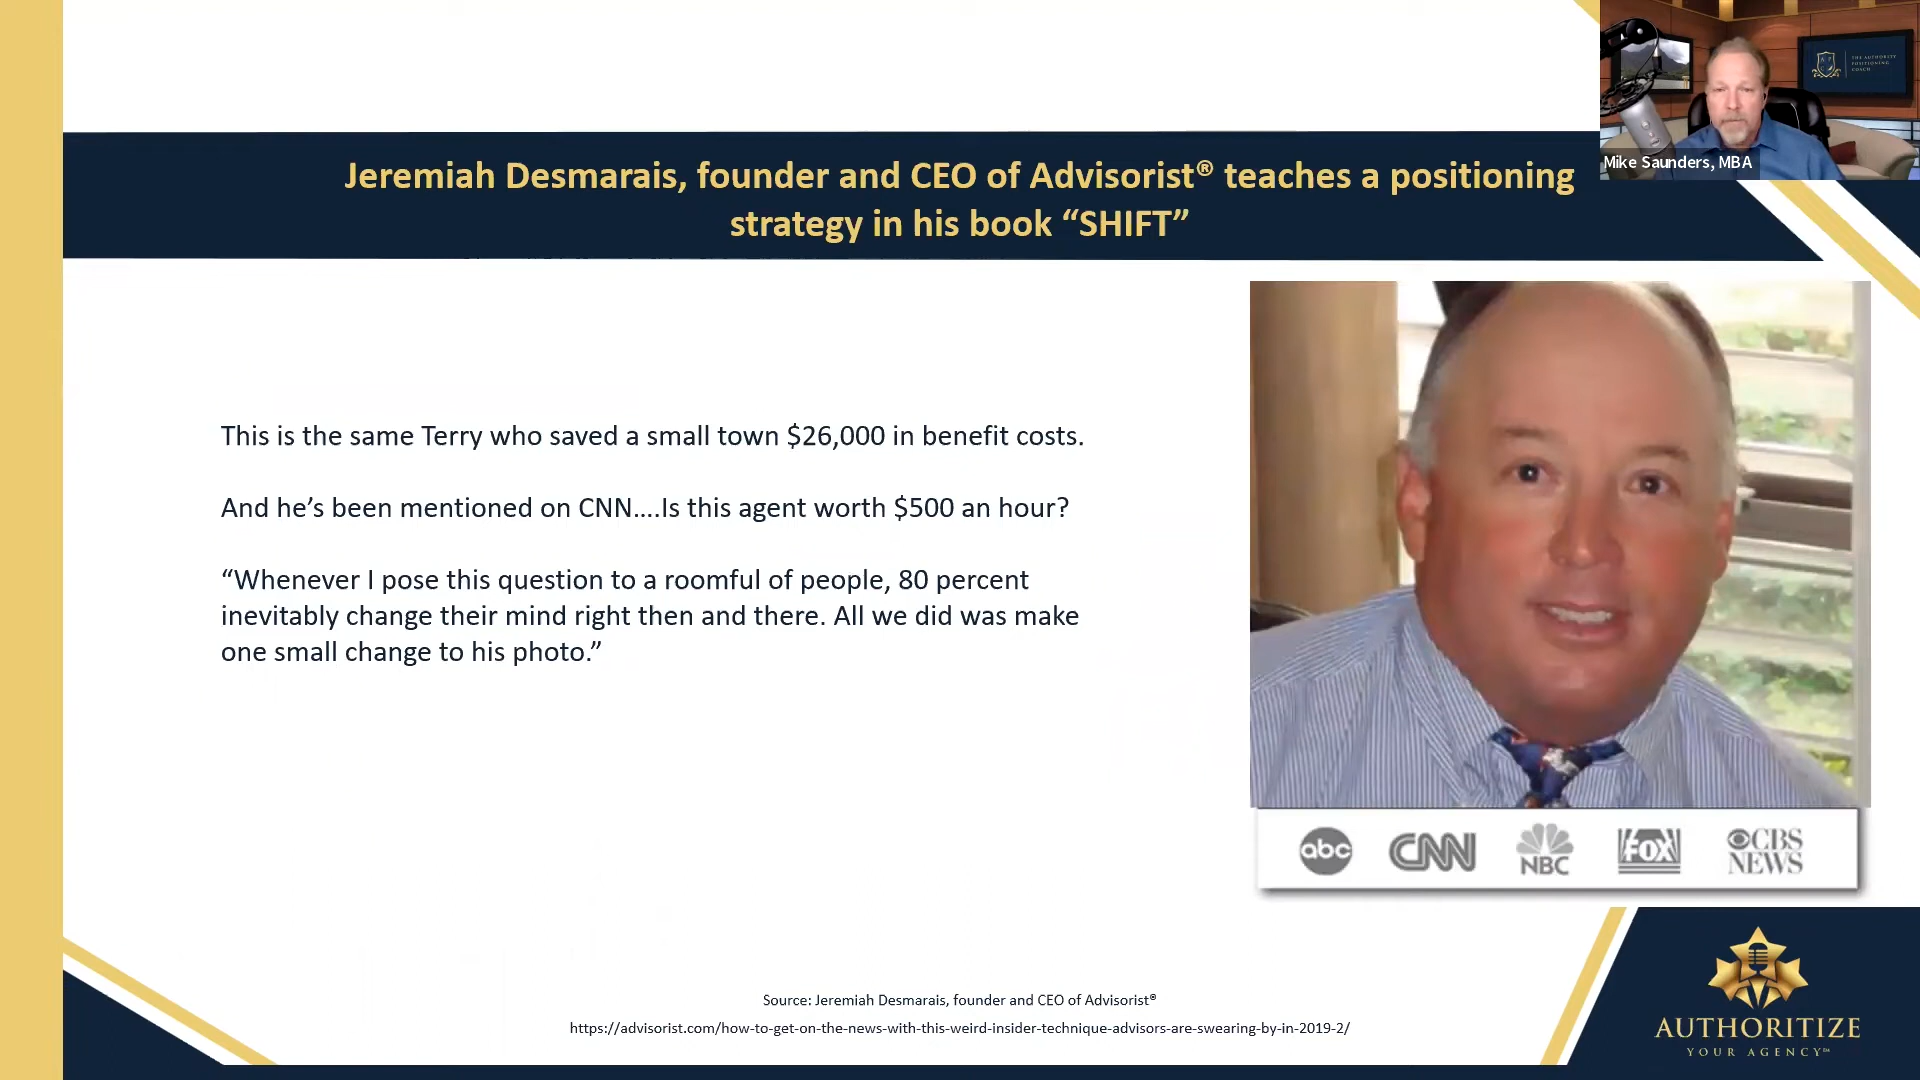 THE AUTHORITY
POSITIONING
COACH
Mike Saunders, MBA
Jeremiah Desmarais, founder and CEO of Advisorist® teaches a positioning
strategy in his book “SHIFT”
This is the same Terry who saved a small town $26,000 in benefit costs.
And he’s been mentioned on CNN....Is this agent worth $500 an hour?
“Whenever I pose this question to a roomful of people, 80 percent
inevitably change their mind right then and there. All we did was make
one small change to his photo.”
abc CNN NBC FOX CBS NEWS
Source: Jeremiah Desmarais, founder and CEO of Advisorist®
https://advisorist.com/how-to-get-on-the-news-with-this-weird-insider-technique-advisors-are-swearing-by-in-2019-2/
AUTHORITIZE
YOUR AGENCY™